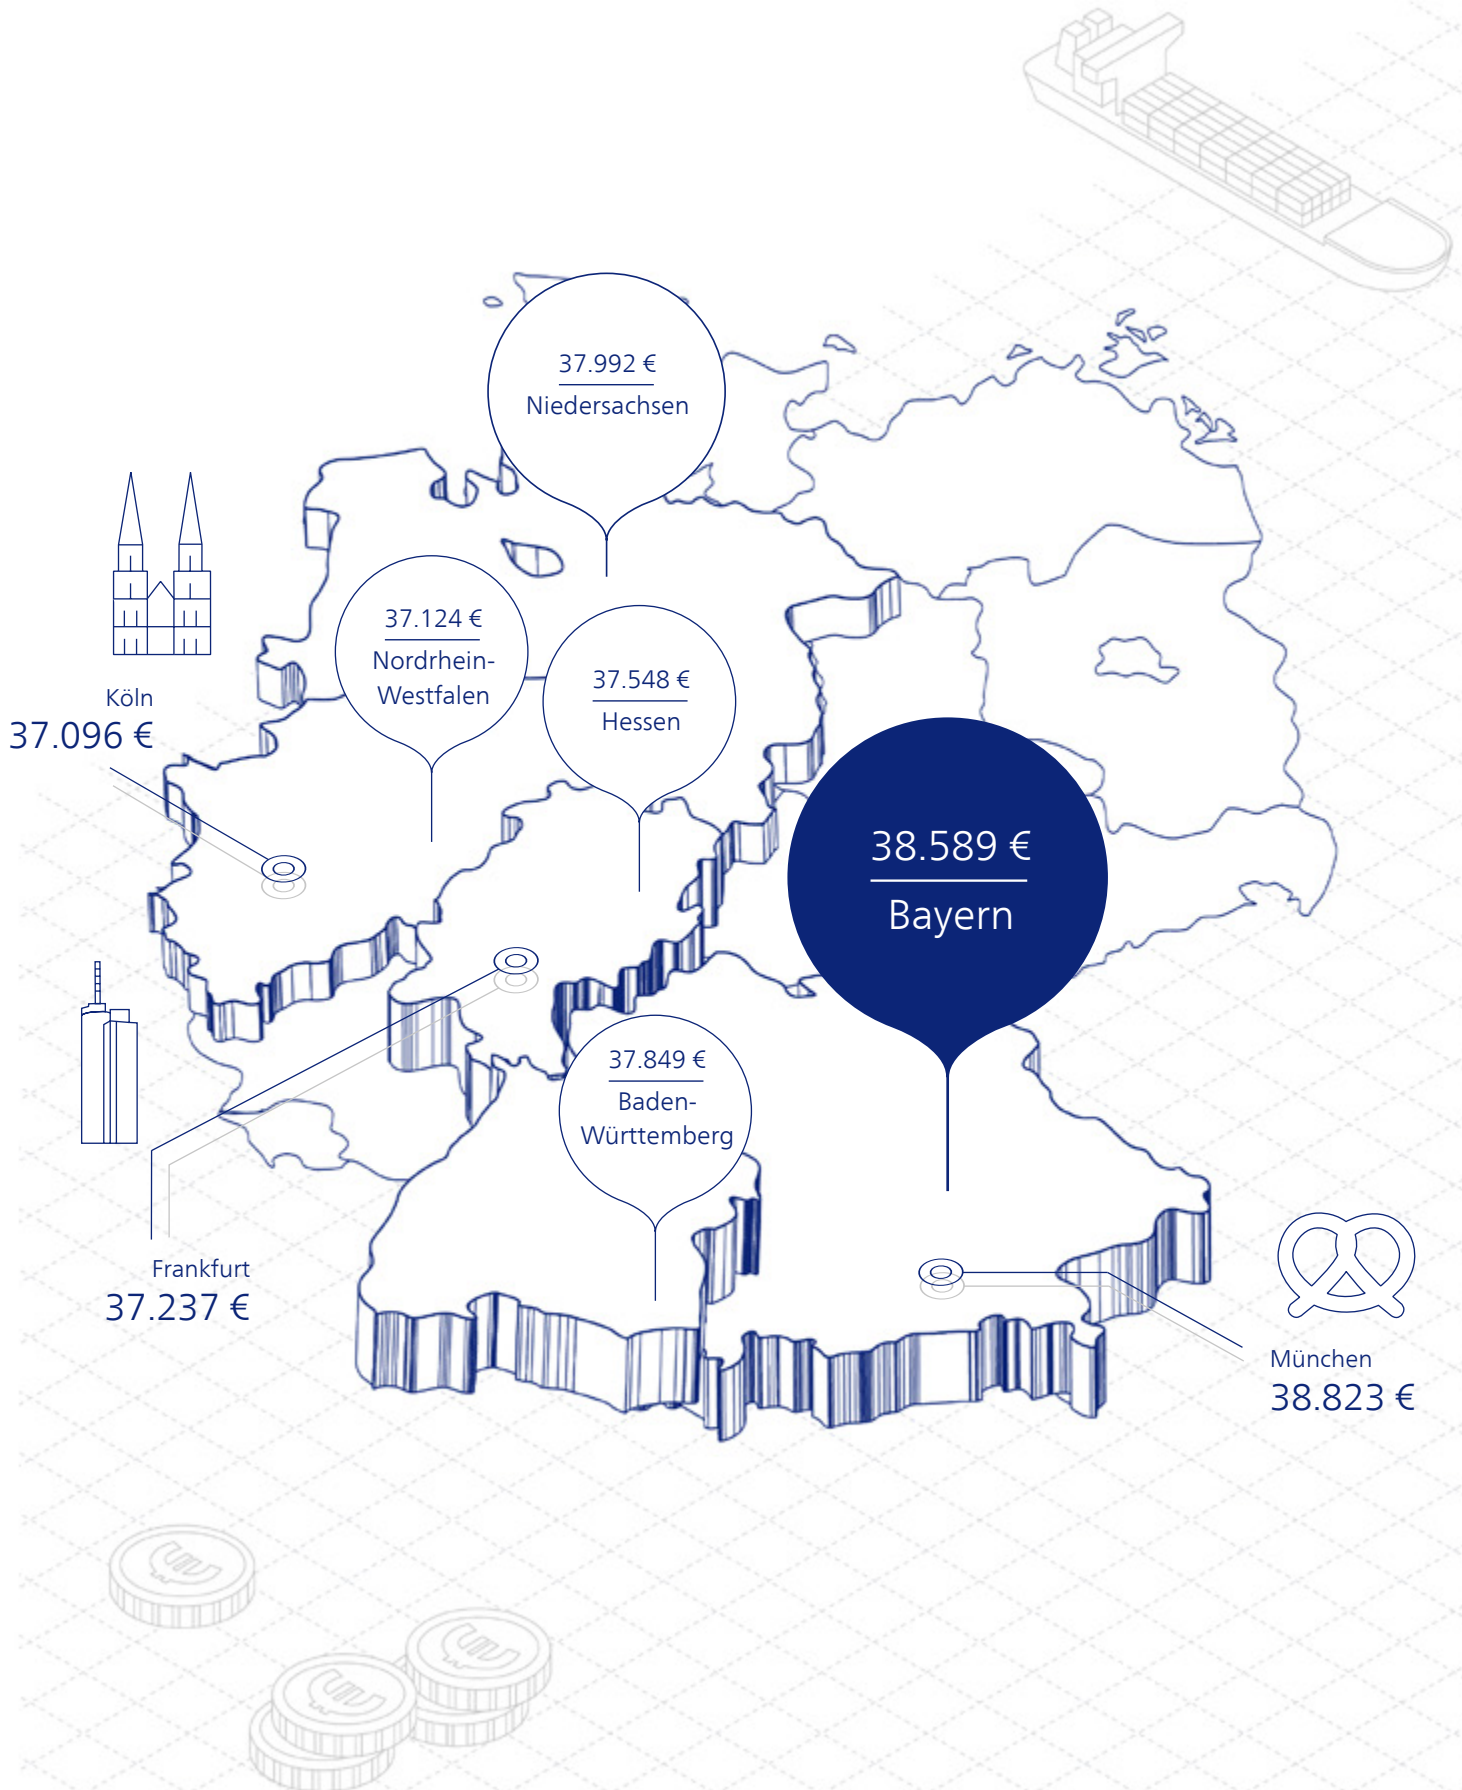 37.992 €
Niedersachsen
37.124 €
Nordrhein-
Westfalen
37.548 €
Hessen
Köln
37.096 €
38.589 €
Bayern
37.849 €
Baden-
Württemberg
Frankfurt
37.237 €
München
38.823 €